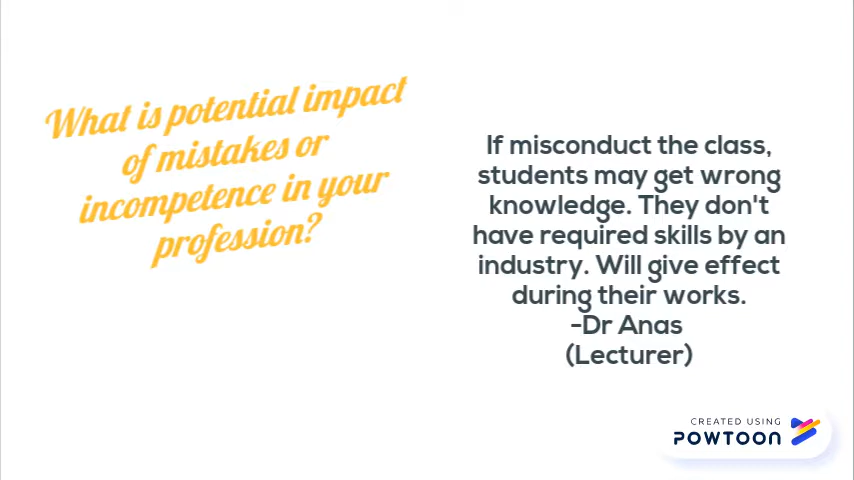 What is potential impact
of mistakes or
incompetence in your
profession?
If misconduct the class,
students may get wrong
knowledge. They don't
have required skills by an
industry. Will give effect
during their works.
-Dr Anas
(Lecturer)
CREATED USING
POWTOON